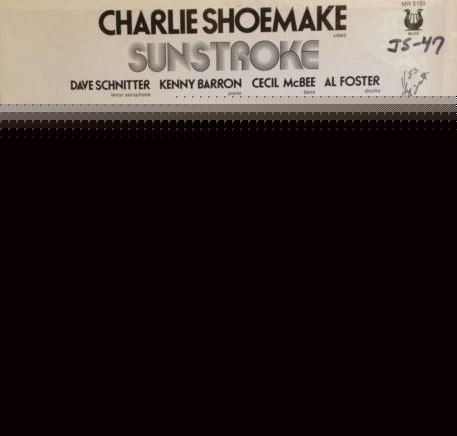 MR 5193
CHARLIE SHOEMAKE
vibes
MUSE
JS-47
SUNSTROKE
DAVE SCHNITTER KENNY BARRON CECIL McBEE AL FOSTER
tenor saxophone piano bass drums